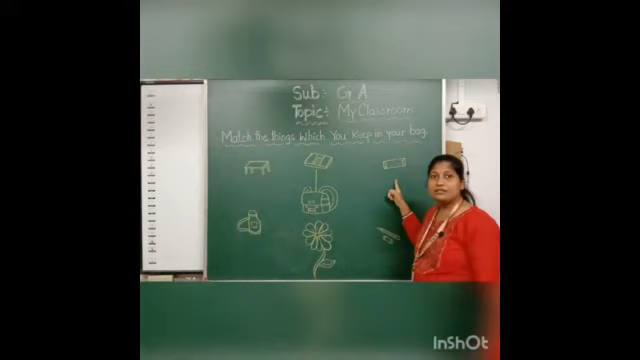 Sub:- G A
Topic:- My Classroom
Match the things which You keep in your bag.
InShOt